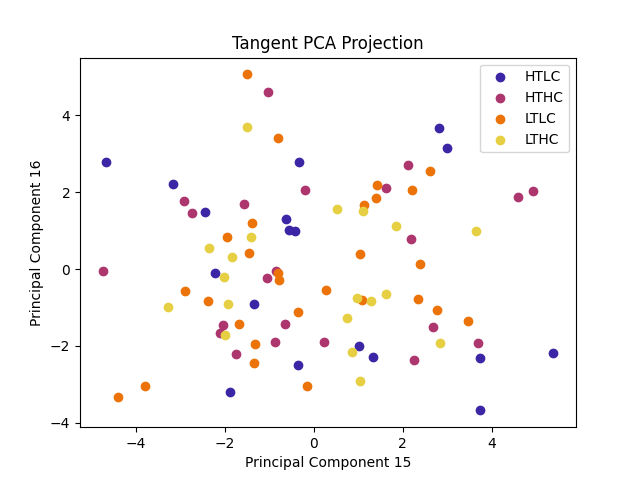 Tangent PCA Projection
HTLC
HTHC
LTLC
LTHC
4
2
0
−2
−4
Principal Component 16
−4 −2 0 2 4
Principal Component 15